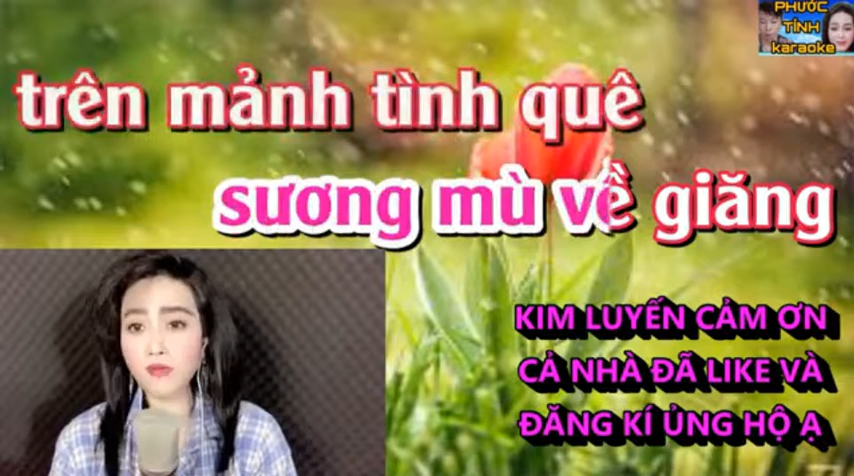 PHƯỚC
TÍNH
karaoke
trên mảnh tình quê
sương mù về giăng
KIM LUYẾN CẢM ƠN
CẢ NHÀ ĐÃ LIKE VÀ
ĐĂNG KÍ ỦNG HỘ Ạ